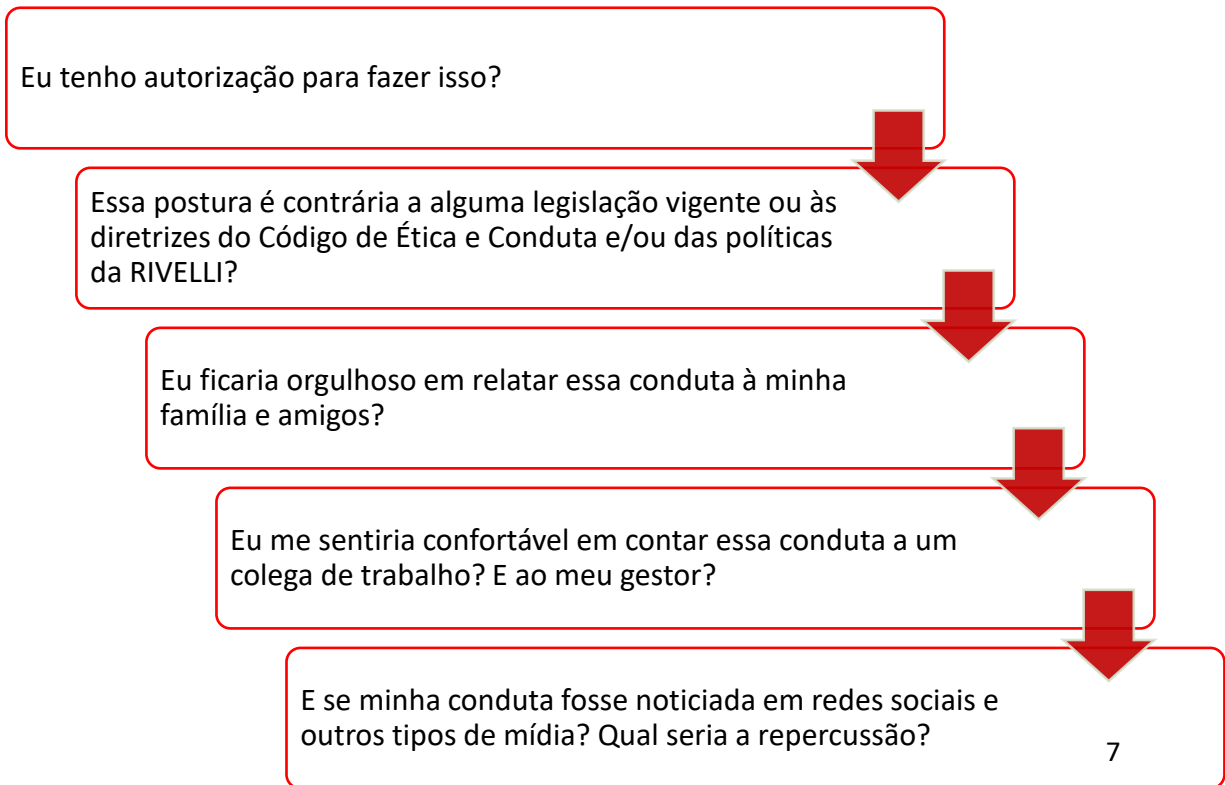 Eu tenho autorização para fazer isso?
Essa postura é contrária a alguma legislação vigente ou às
diretrizes do Código de Ética e Conduta e/ou das políticas
da RIVELLI?
Eu ficaria orgulhoso em relatar essa conduta à minha
família e amigos?
Eu me sentiria confortável em contar essa conduta a um
colega de trabalho? E ao meu gestor?
E se minha conduta fosse noticiada em redes sociais e
outros tipos de mídia? Qual seria a repercussão?
7